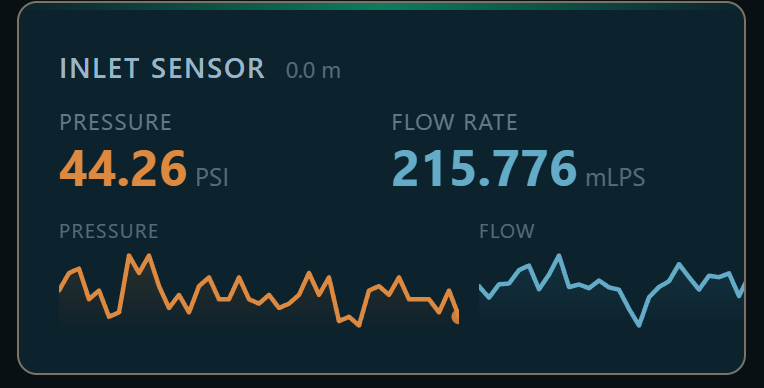 INLET SENSOR 0.0 m
PRESSURE FLOW RATE
44.26 PSI 215.776 mLPS
PRESSURE FLOW